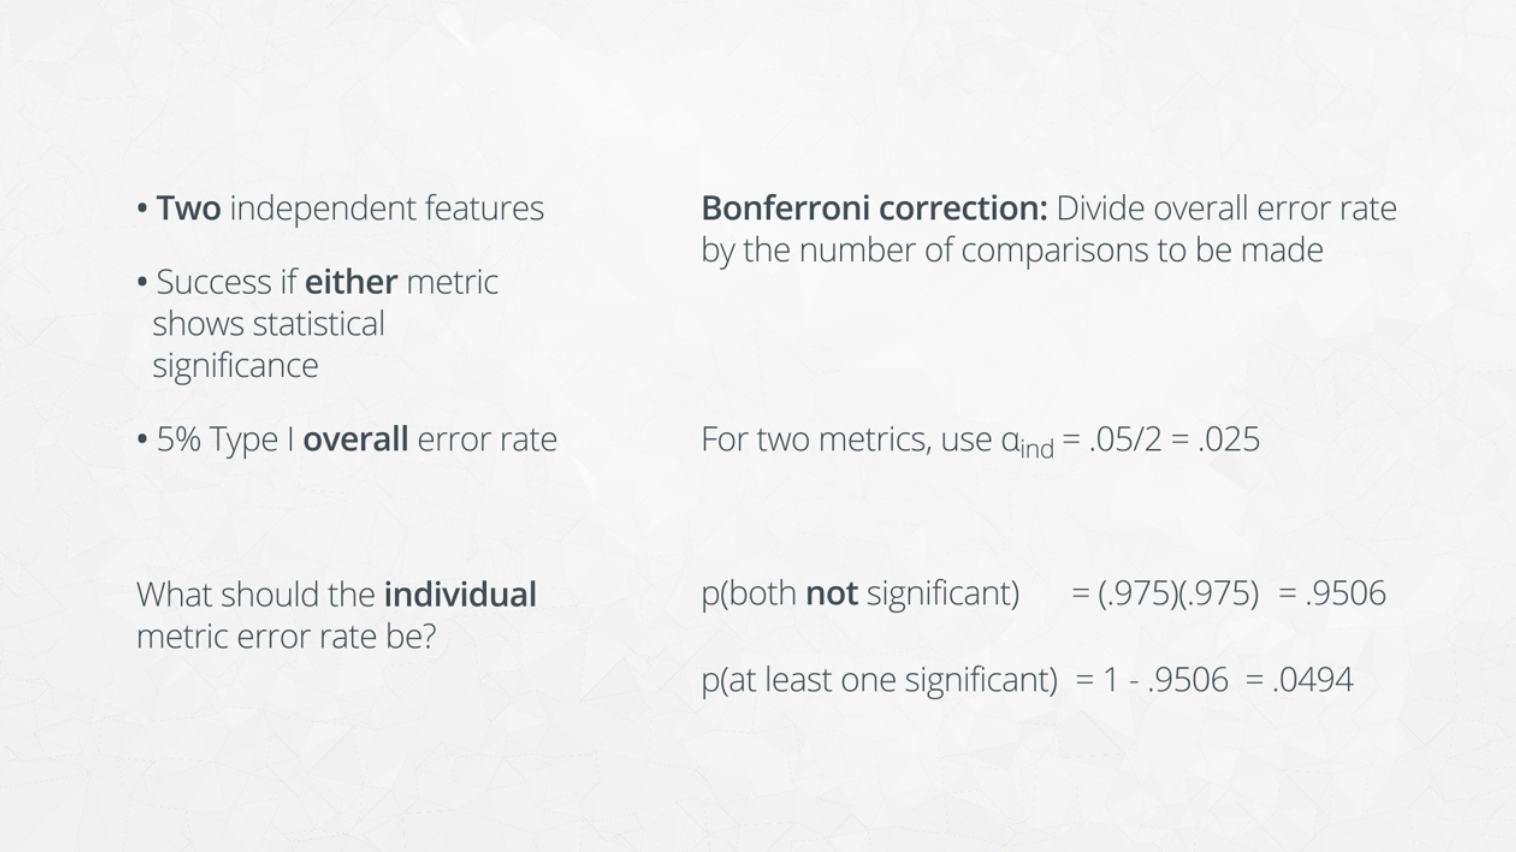 • Two independent features
• Success if either metric
shows statistical
significance
• 5% Type I overall error rate
What should the individual
metric error rate be?
Bonferroni correction: Divide overall error rate
by the number of comparisons to be made
For two metrics, use αind = .05/2 = .025
p(both not significant) = (.975)(.975) = .9506
p(at least one significant) = 1 - .9506 = .0494